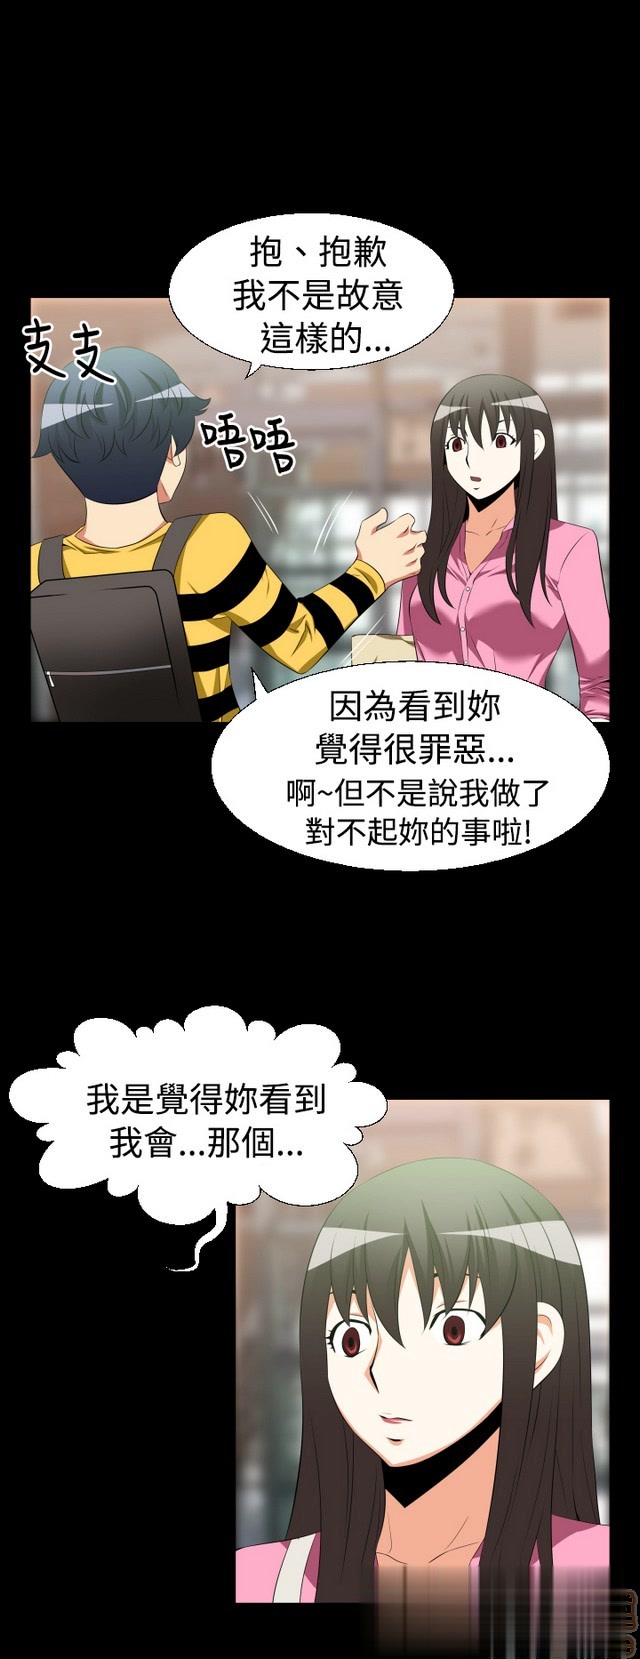 抱、抱歉
我不是故意
這樣的...
支支
唔唔
因為看到妳
覺得很罪惡...
啊~但不是說我做了
對不起妳的事啦!
我是覺得妳看到
我會...那個...